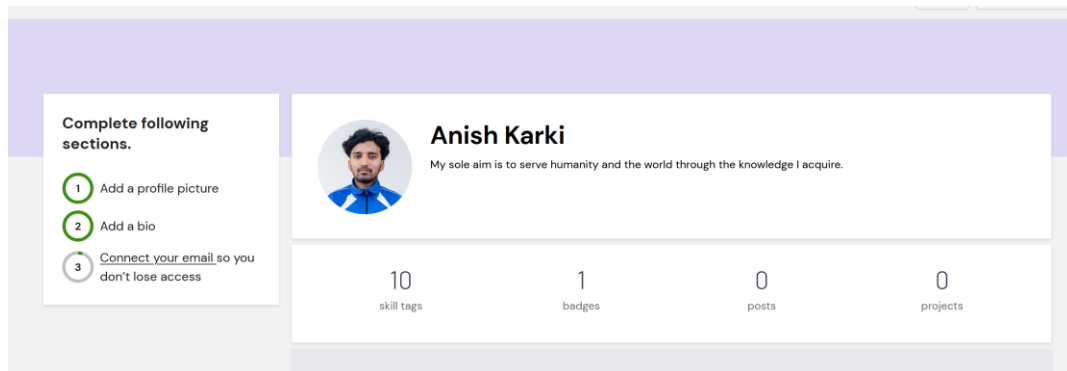 Complete following
sections.
1 Add a profile picture
2 Add a bio
3 Connect your email so you
don't lose access
Anish Karki
My sole aim is to serve humanity and the world through the knowledge I acquire.
10 1 0 0
skill tags badges posts projects